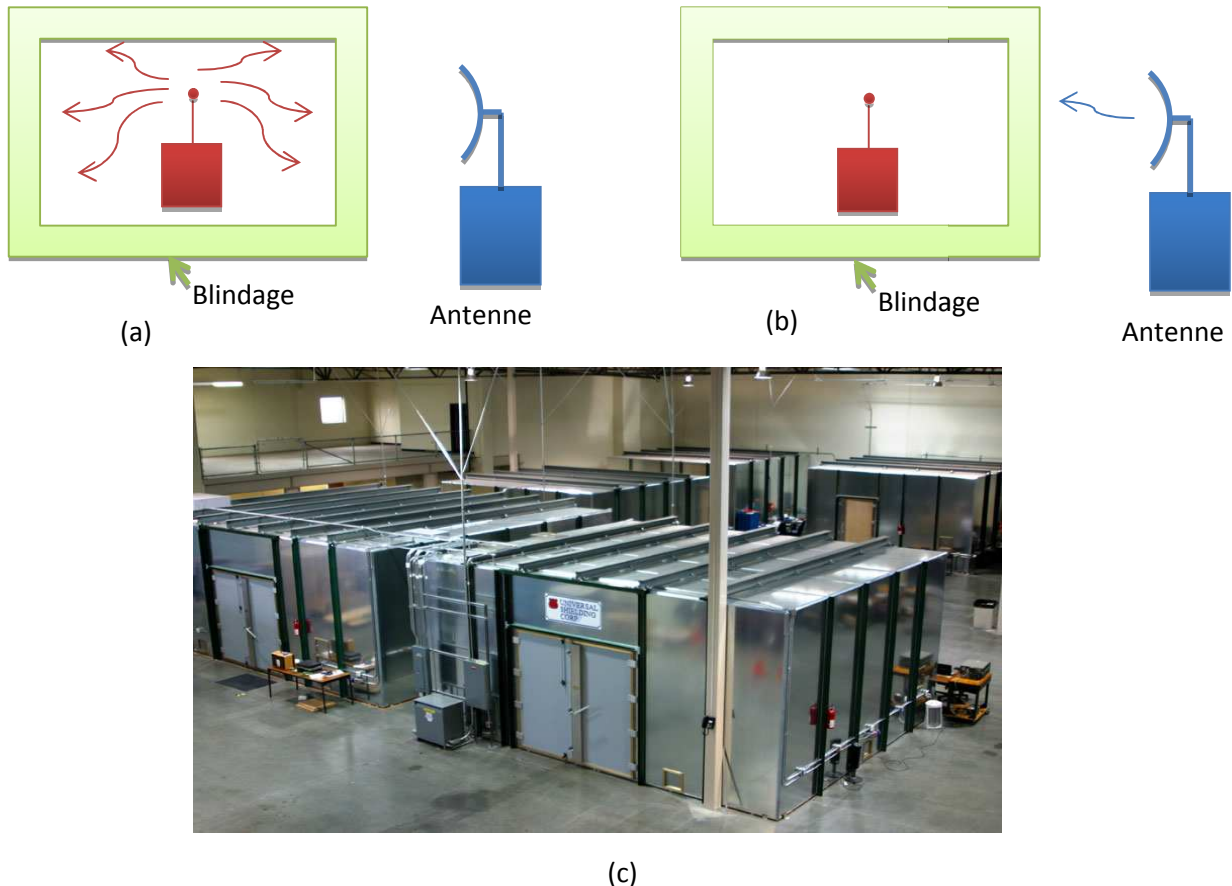 Blindage
Antenne
(a)
Blindage
(b)
Antenne
UNIVERSAL
SHIELDING
CORP.
(c)